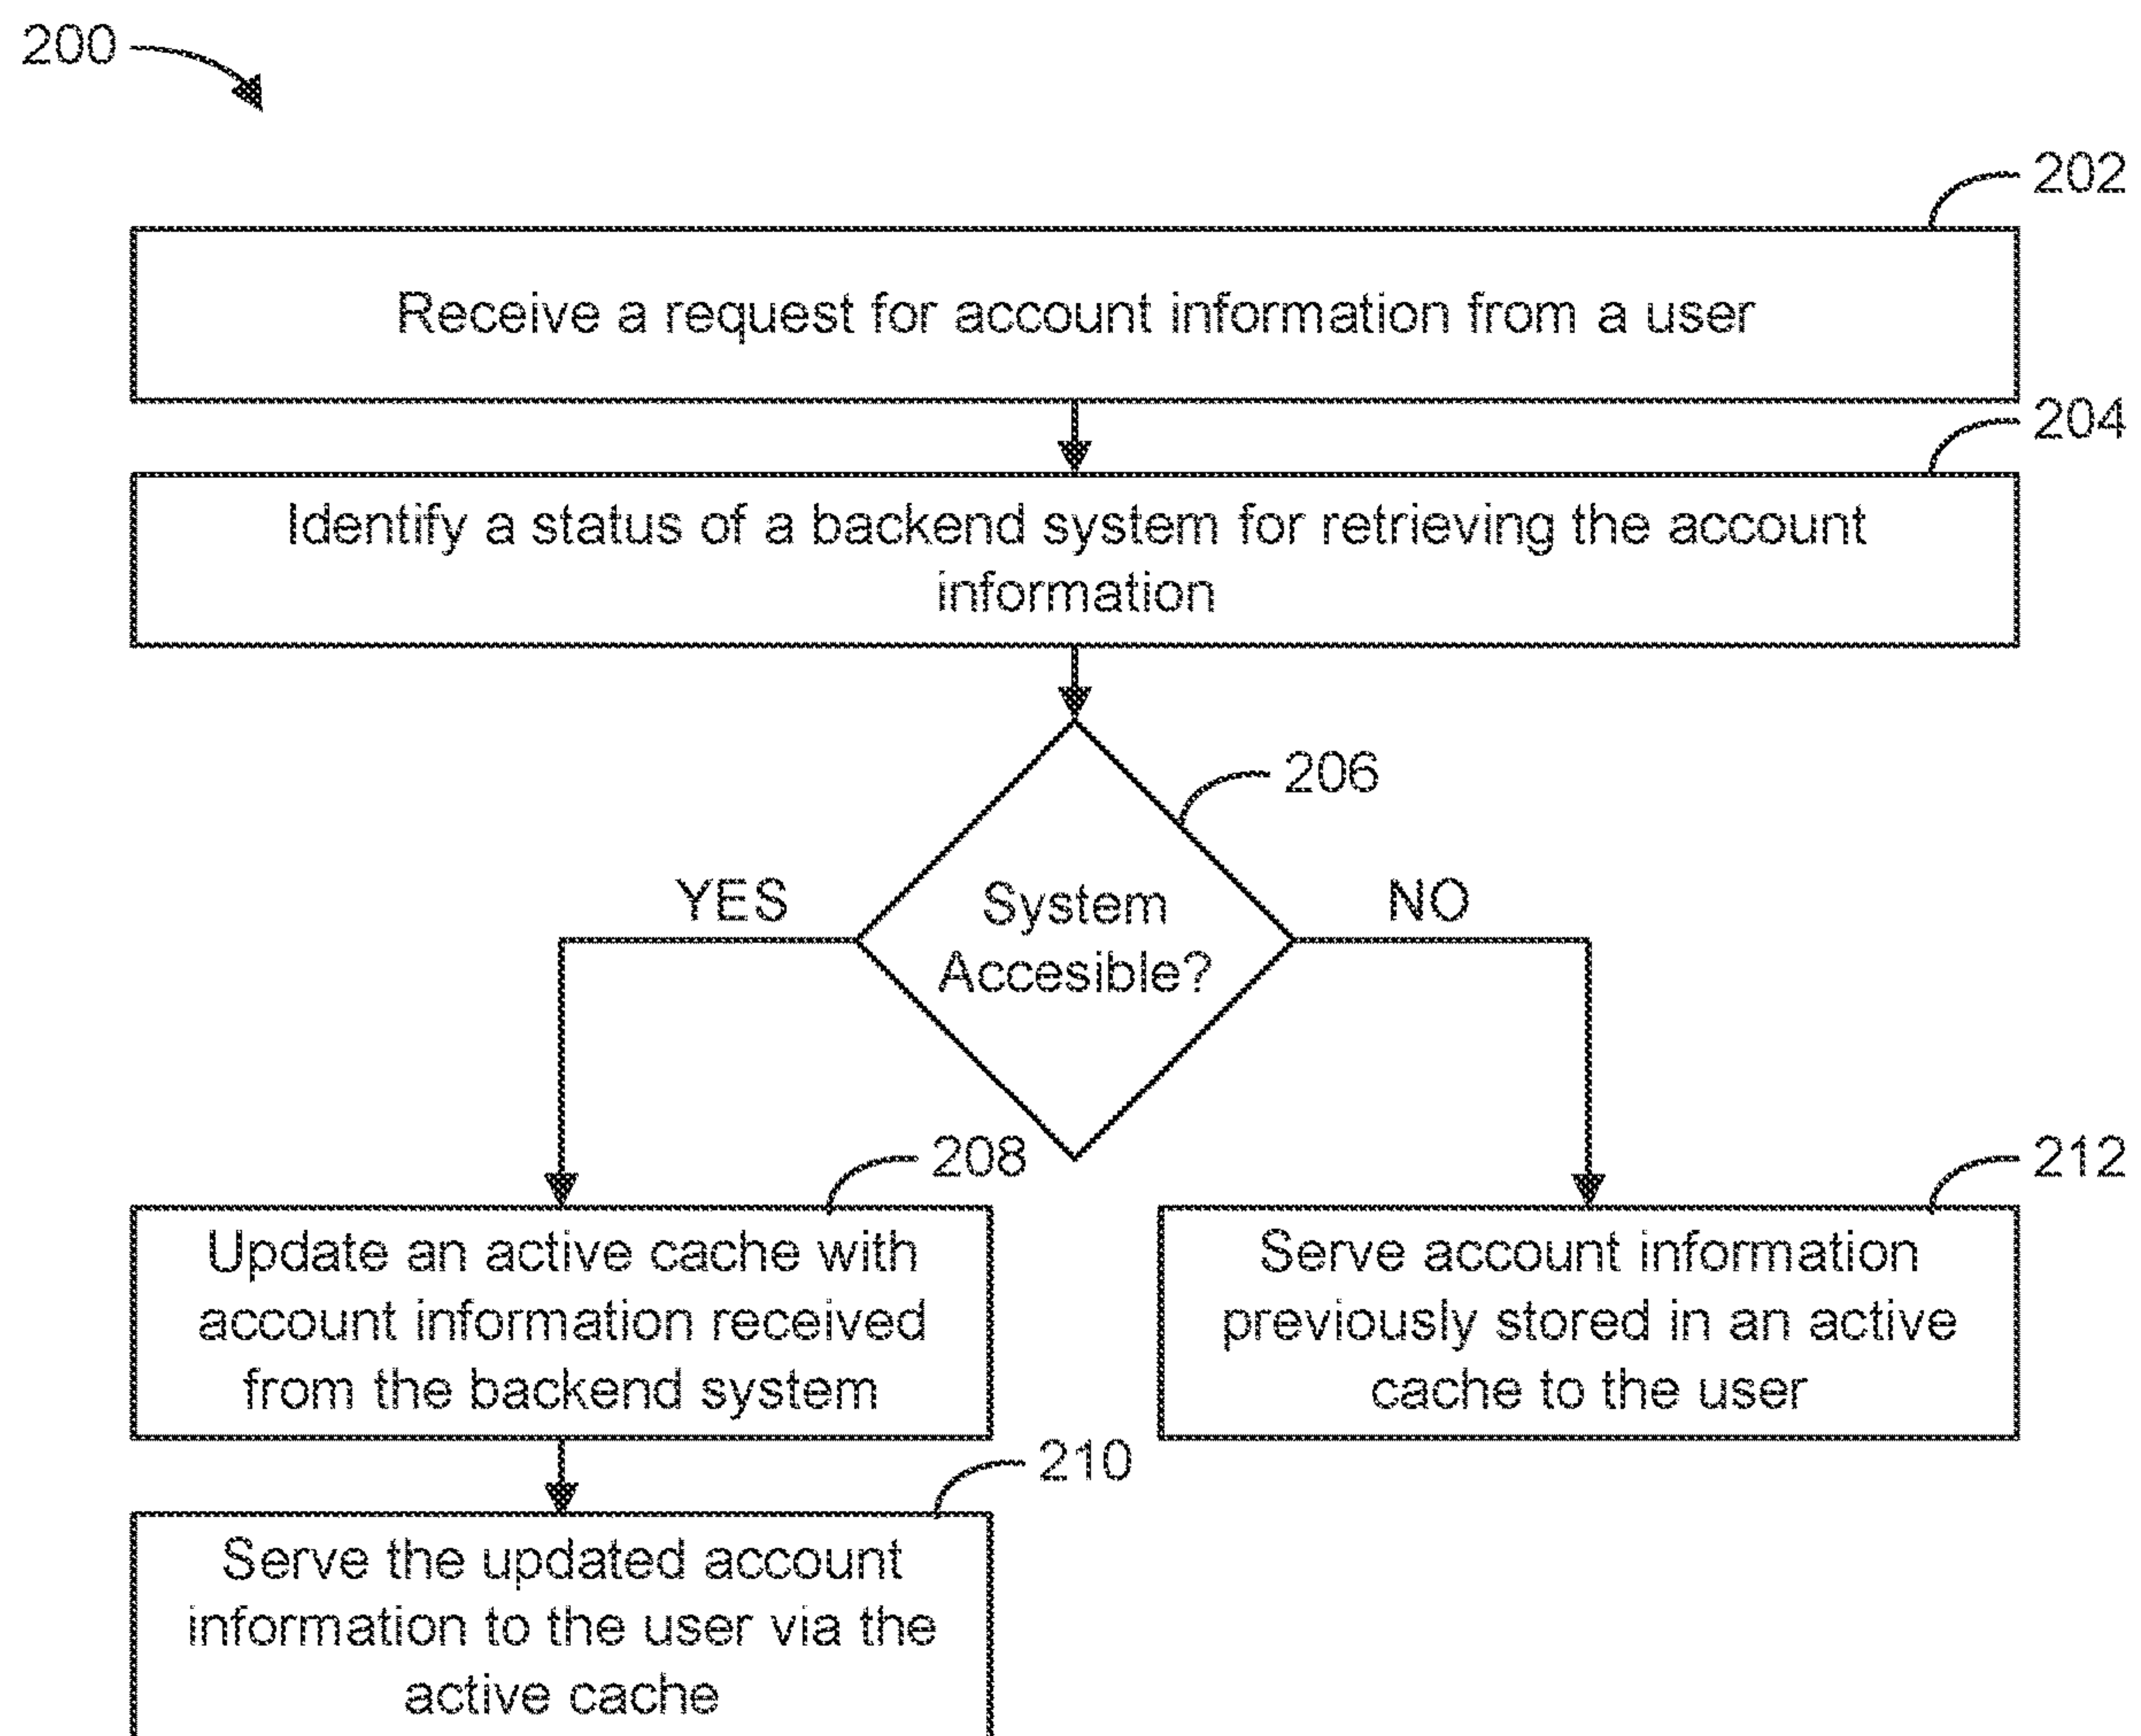 200
202
Receive a request for account information from a user
204
Identify a status of a backend system for retrieving the account
information
206
System
Accesible?
YES
NO
208
Update an active cache with
account information received
from the backend system
212
Serve account information
previously stored in an active
cache to the user
210
Serve the updated account
information to the user via the
active cache